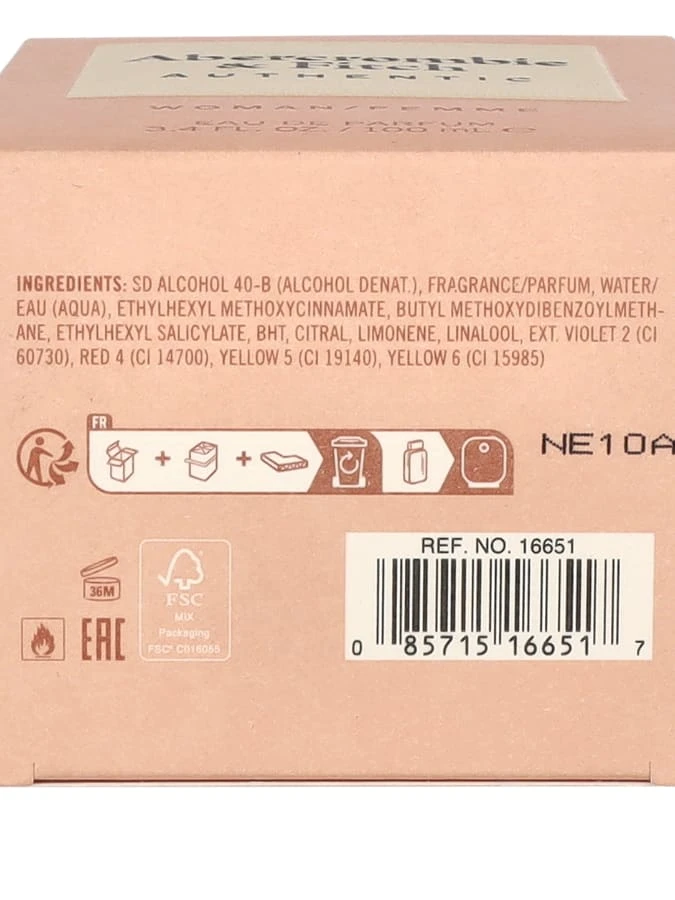 Abercrombie
& Fitch
AUTHENTIC
WOMAN/FEMME
EAU DE PARFUM
3.4 FL. OZ. / 100 mL ℮
INGREDIENTS: SD ALCOHOL 40-B (ALCOHOL DENAT.), FRAGRANCE/PARFUM, WATER/
EAU (AQUA), ETHYLHEXYL METHOXYCINNAMATE, BUTYL METHOXYDIBENZOYLMETH-
ANE, ETHYLHEXYL SALICYLATE, BHT, CITRAL, LIMONENE, LINALOOL, EXT. VIOLET 2 (CI
60730), RED 4 (CI 14700), YELLOW 5 (CI 19140), YELLOW 6 (CI 15985)
FR
+ +
NE10A
REF. NO. 16651
0 85715 16651 7
36M
EAC
FSC
MIX
Packaging
FSC® C016055